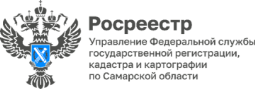 Росреестр
Управление Федеральной службы
государственной регистрации,
кадастра и картографии
по Самарской области